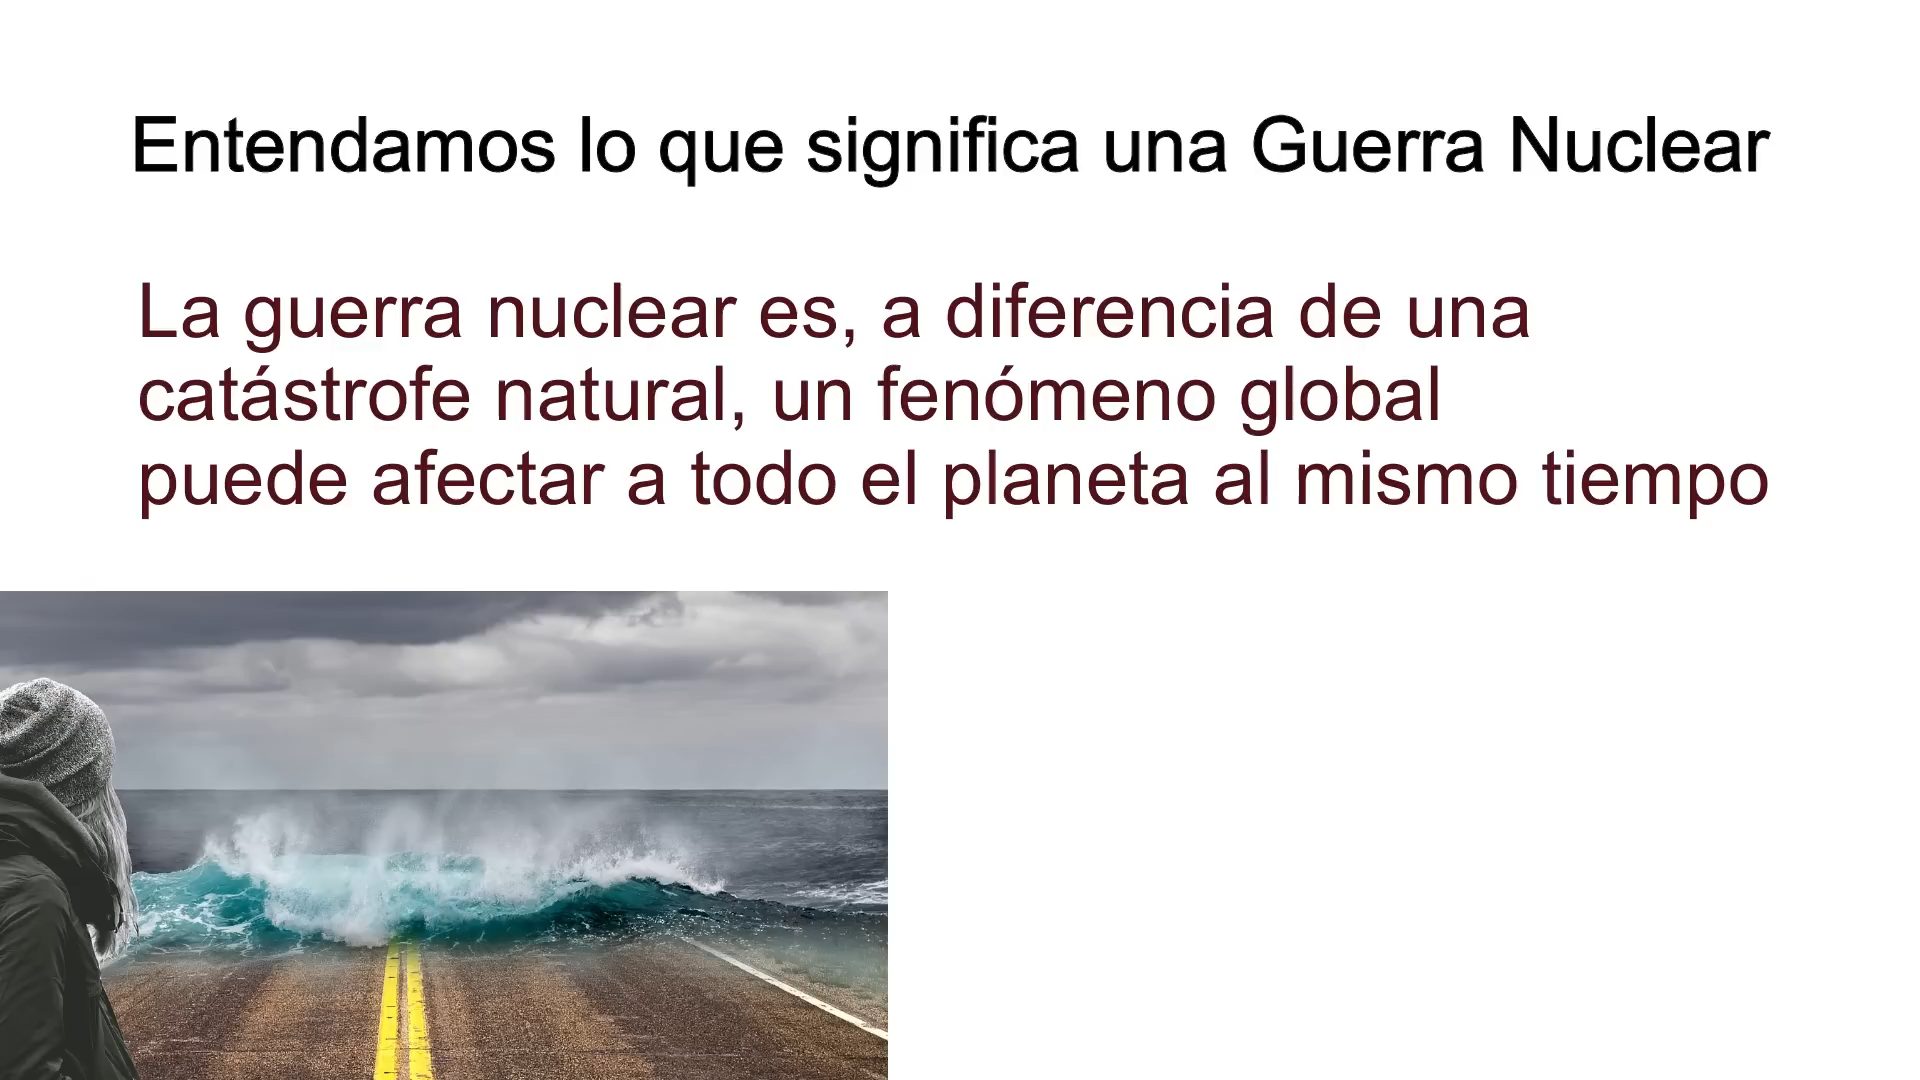 Entendamos lo que significa una Guerra Nuclear
La guerra nuclear es, a diferencia de una
catástrofe natural, un fenómeno global
puede afectar a todo el planeta al mismo tiempo